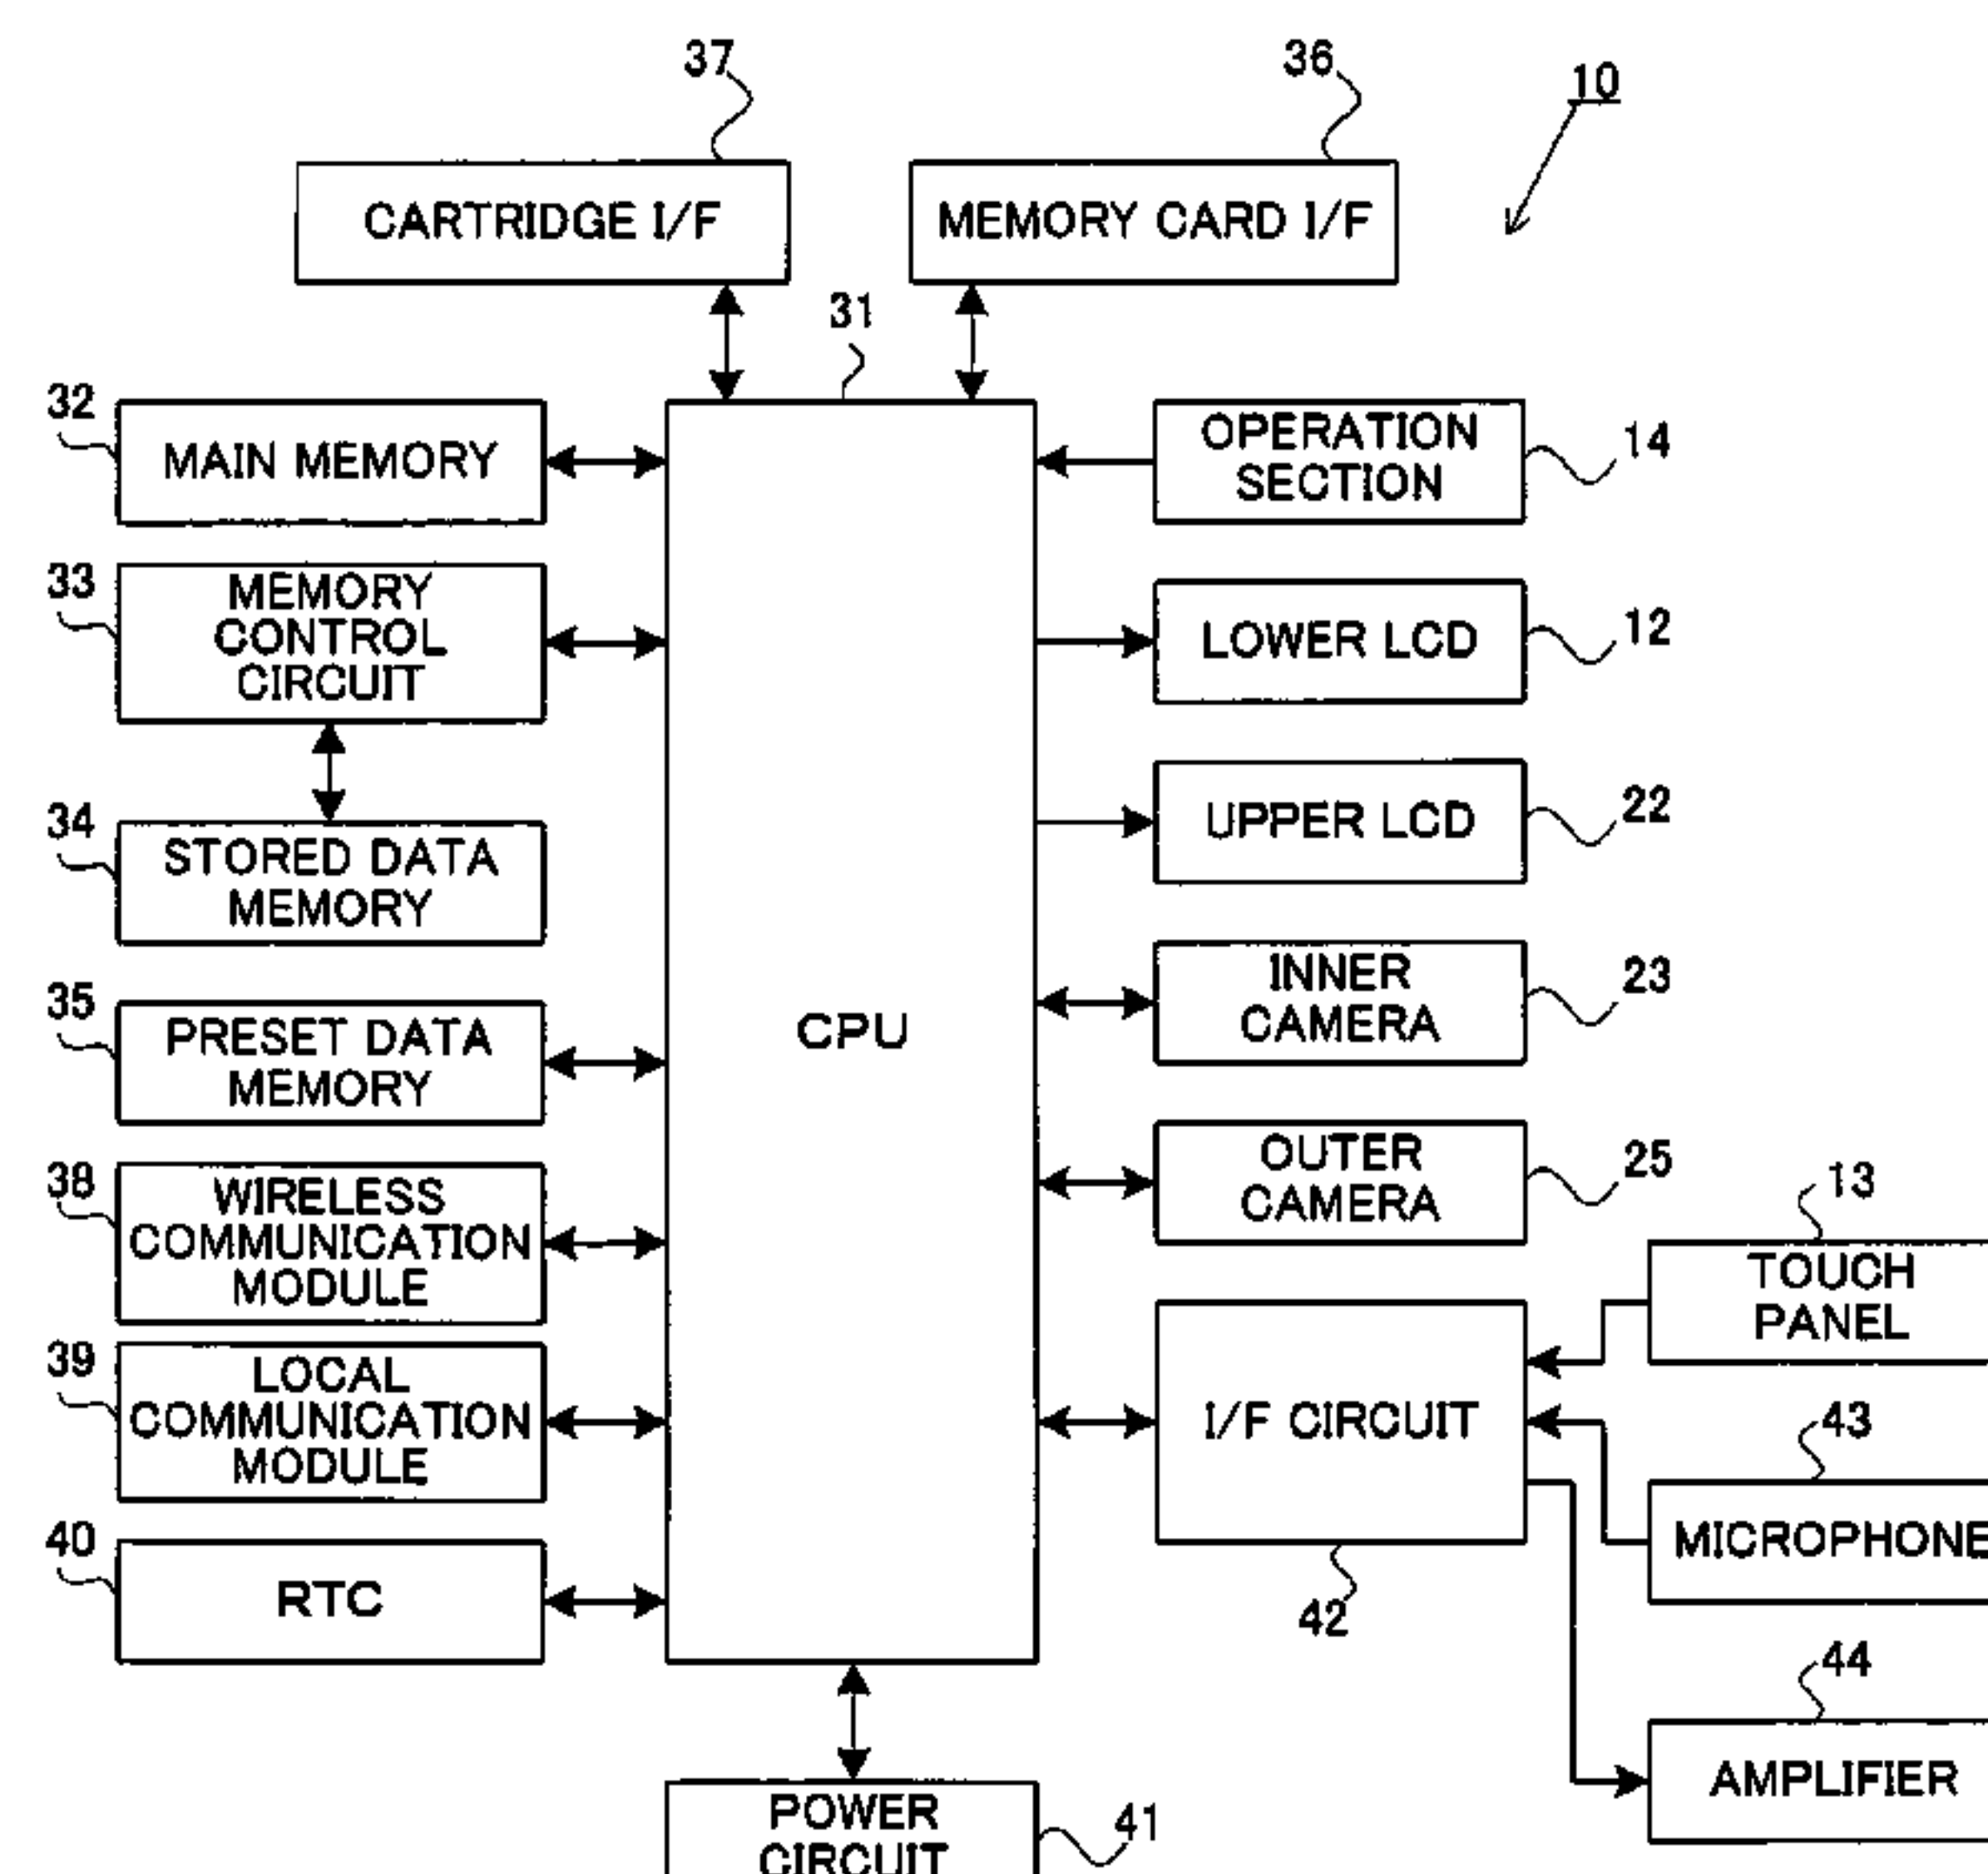 37
36
10
CARTRIDGE I/F
MEMORY CARD I/F
31
32
MAIN MEMORY
OPERATION
SECTION
14
33
MEMORY
CONTROL
CIRCUIT
LOWER LCD
12
34
STORED DATA
MEMORY
UPPER LCD
22
35
PRESET DATA
MEMORY
CPU
INNER
CAMERA
23
38
WIRELESS
COMMUNICATION
MODULE
OUTER
CAMERA
25
13
TOUCH
PANEL
39
LOCAL
COMMUNICATION
MODULE
I/F CIRCUIT
43
MICROPHONE
40
RTC
42
44
AMPLIFIER
POWER
CIRCUIT
41